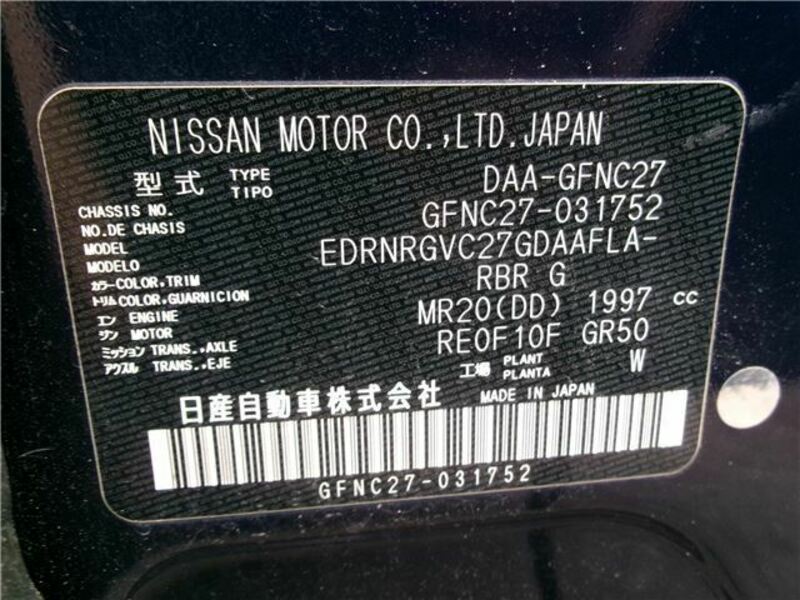 NISSAN MOTOR CO.,LTD.JAPAN
型式 TYPE TIPO DAA-GFNC27
CHASSIS NO. NO.DE CHASIS GFNC27-031752
MODEL MODELO EDRNRGVC27GDAAFLA-
カラー COLOR,TRIM トリム COLOR,GUARNICION RBR G
エンジン ENGINE MOTOR MR20(DD) 1997 CC
ミッション TRANS.,AXLE アクスル TRANS.,EJE RE0F10F GR50
工場 PLANT PLANTA W
日産自動車株式会社 MADE IN JAPAN
GFNC27-031752